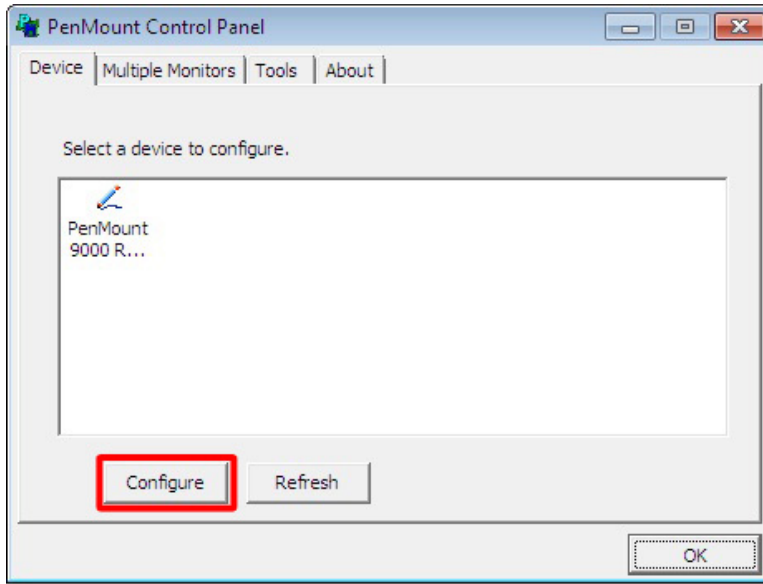 PenMount Control Panel
Device Multiple Monitors Tools About
Select a device to configure.
PenMount
9000 R...
Configure Refresh
OK